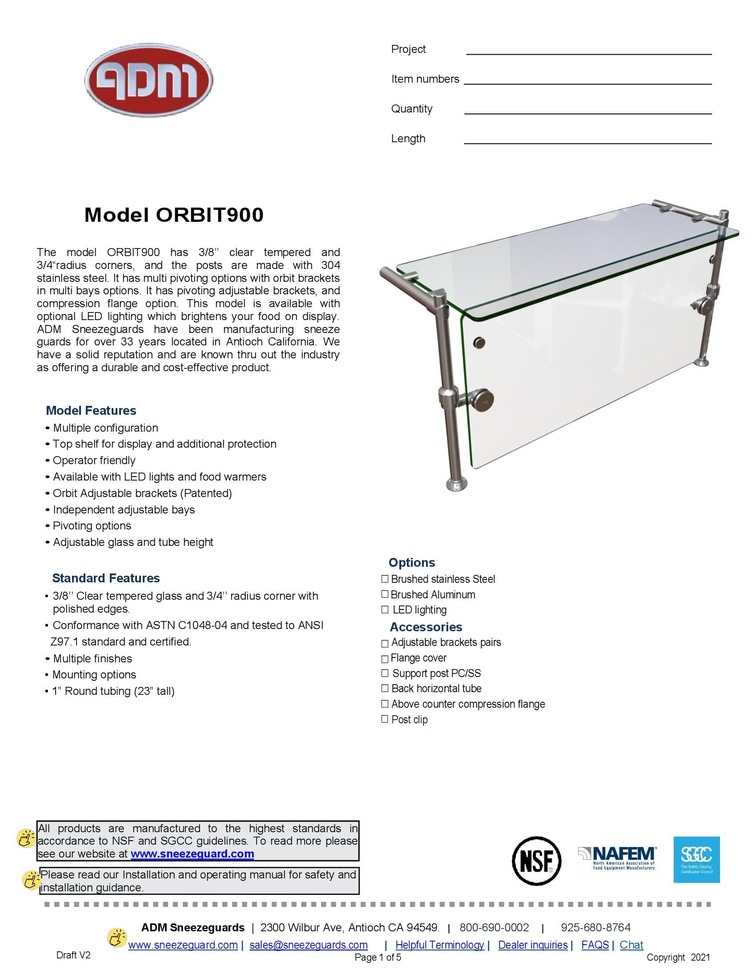 ADM
Project
Item numbers
Quantity
Length
Model ORBIT900
The model ORBIT900 has 3/8’’ clear tempered and
3/4“radius corners, and the posts are made with 304
stainless steel. It has multi pivoting options with orbit brackets
in multi bays options. It has pivoting adjustable brackets, and
compression flange option. This model is available with
optional LED lighting which brightens your food on display.
ADM Sneezeguards have been manufacturing sneeze
guards for over 33 years located in Antioch California. We
have a solid reputation and are known thru out the industry
as offering a durable and cost-effective product.
Model Features
• Multiple configuration
• Top shelf for display and additional protection
• Operator friendly
• Available with LED lights and food warmers
• Orbit Adjustable brackets (Patented)
• Independent adjustable bays
• Pivoting options
• Adjustable glass and tube height
Standard Features
• 3/8’’ Clear tempered glass and 3/4’’ radius corner with
polished edges.
• Conformance with ASTN C1048-04 and tested to ANSI
Z97.1 standard and certified.
• Multiple finishes
• Mounting options
• 1” Round tubing (23” tall)
Options
☐ Brushed stainless Steel
☐ Brushed Aluminum
☐ LED lighting
Accessories
☐ Adjustable brackets pairs
☐ Flange cover
☐ Support post PC/SS
☐ Back horizontal tube
☐ Above counter compression flange
☐ Post clip
All products are manufactured to the highest standards in
accordance to NSF and SGCC guidelines. To read more please
see our website at www.sneezeguard.com
Please read our Installation and operating manual for safety and
installation guidance.
NSF
NAFEM
North American Association of
Food Equipment Manufacturers
SGCC
The Safety Glazing
Certification Council
ADM Sneezeguards | 2300 Wilbur Ave, Antioch CA 94549. | 800-690-0002 | 925-680-8764
www.sneezeguard.com | sales@sneezeguards.com | Helpful Terminology | Dealer inquiries | FAQS | Chat
Draft V2
Page 1 of 5
Copyright 2021